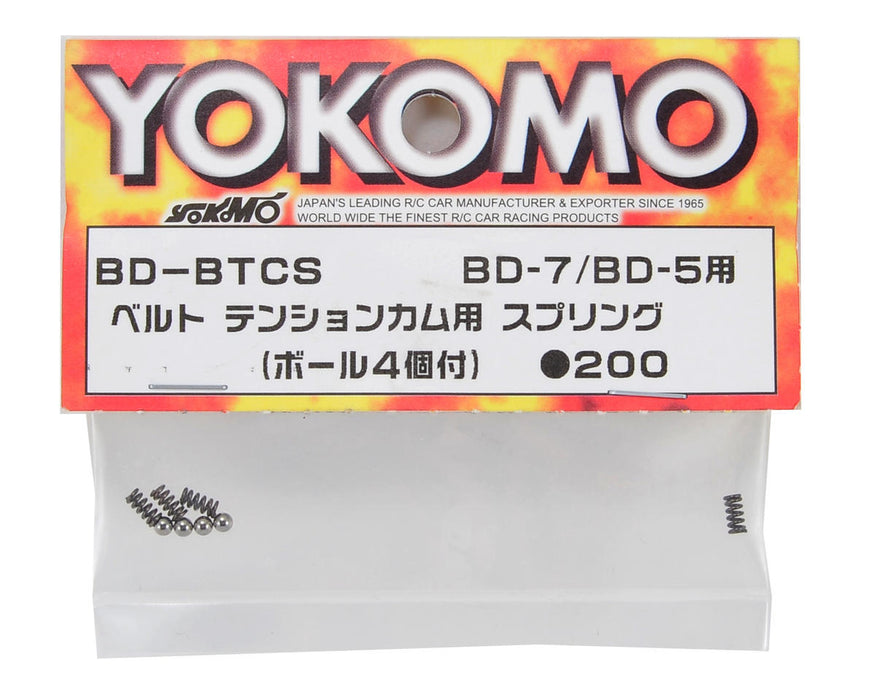 YOKOMO
YOKOMO JAPAN'S LEADING R/C CAR MANUFACTURER & EXPORTER SINCE 1965
WORLD WIDE THE FINEST R/C CAR RACING PRODUCTS
BD-BTCS BD-7/BD-5用
ベルト テンションカム用 スプリング
(ボール4個付) ●200